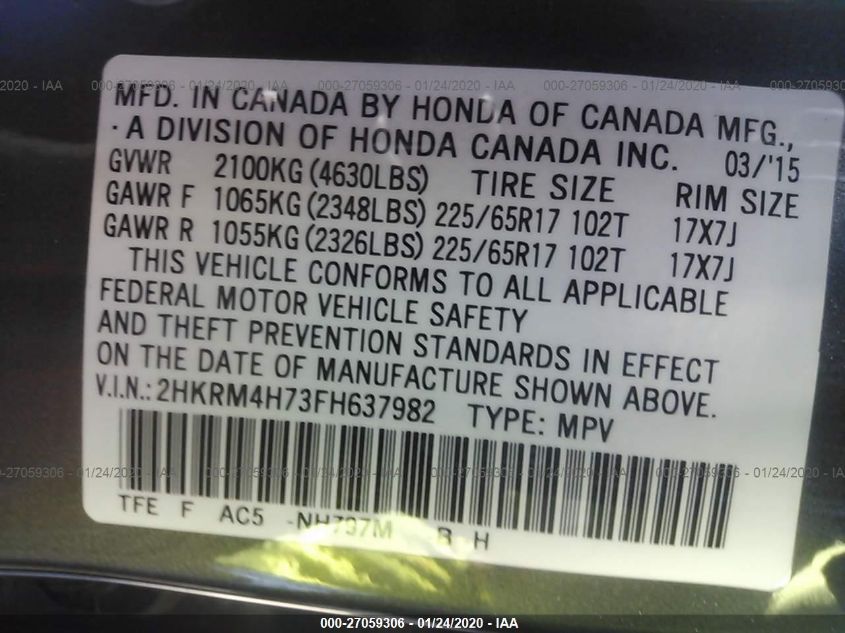 MFD. IN CANADA BY HONDA OF CANADA MFG.,
· A DIVISION OF HONDA CANADA INC. 03/'15
GVWR 2100KG (4630LBS) TIRE SIZE RIM SIZE
GAWR F 1065KG (2348LBS) 225/65R17 102T 17X7J
GAWR R 1055KG (2326LBS) 225/65R17 102T 17X7J
THIS VEHICLE CONFORMS TO ALL APPLICABLE
FEDERAL MOTOR VEHICLE SAFETY
AND THEFT PREVENTION STANDARDS IN EFFECT
ON THE DATE OF MANUFACTURE SHOWN ABOVE.
V.I.N.: 2HKRM4H73FH637982 TYPE: MPV
TFE F AC5 -NH797M B H
000-27059306 - 01/24/2020 - IAA